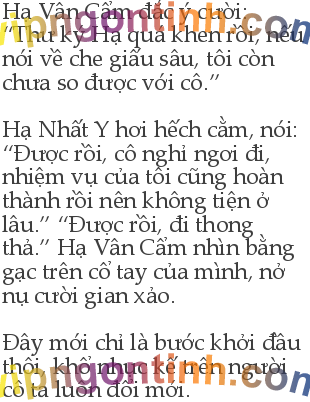 Hạ Vân Cẩm đắc ý cười:
“Thư ký Hạ quá khen rồi, nếu
nói về che giấu sâu, tôi còn
chưa so được với cô.”
Hạ Nhất Y hơi hếch cằm, nói:
“Được rồi, cô nghỉ ngơi đi,
nhiệm vụ của tôi cũng hoàn
thành rồi nên không tiện ở
lâu.” “Được rồi, đi thong
thả.” Hạ Vân Cẩm nhìn bằng
gạc trên cổ tay của mình, nở
nụ cười gian xảo.
Đây mới chỉ là bước khởi đầu
thôi, khổ nhục kế trên người
cô ta luôn đổi mới.
vipngontinh.com
vipngontinh.com